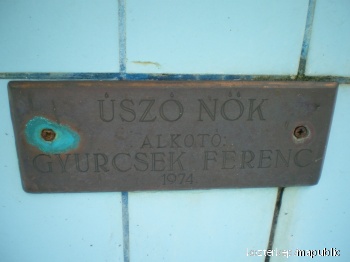 ÚSZÓ NŐK
ALKOTÓ:
GYURCSEK FERENC
1974.